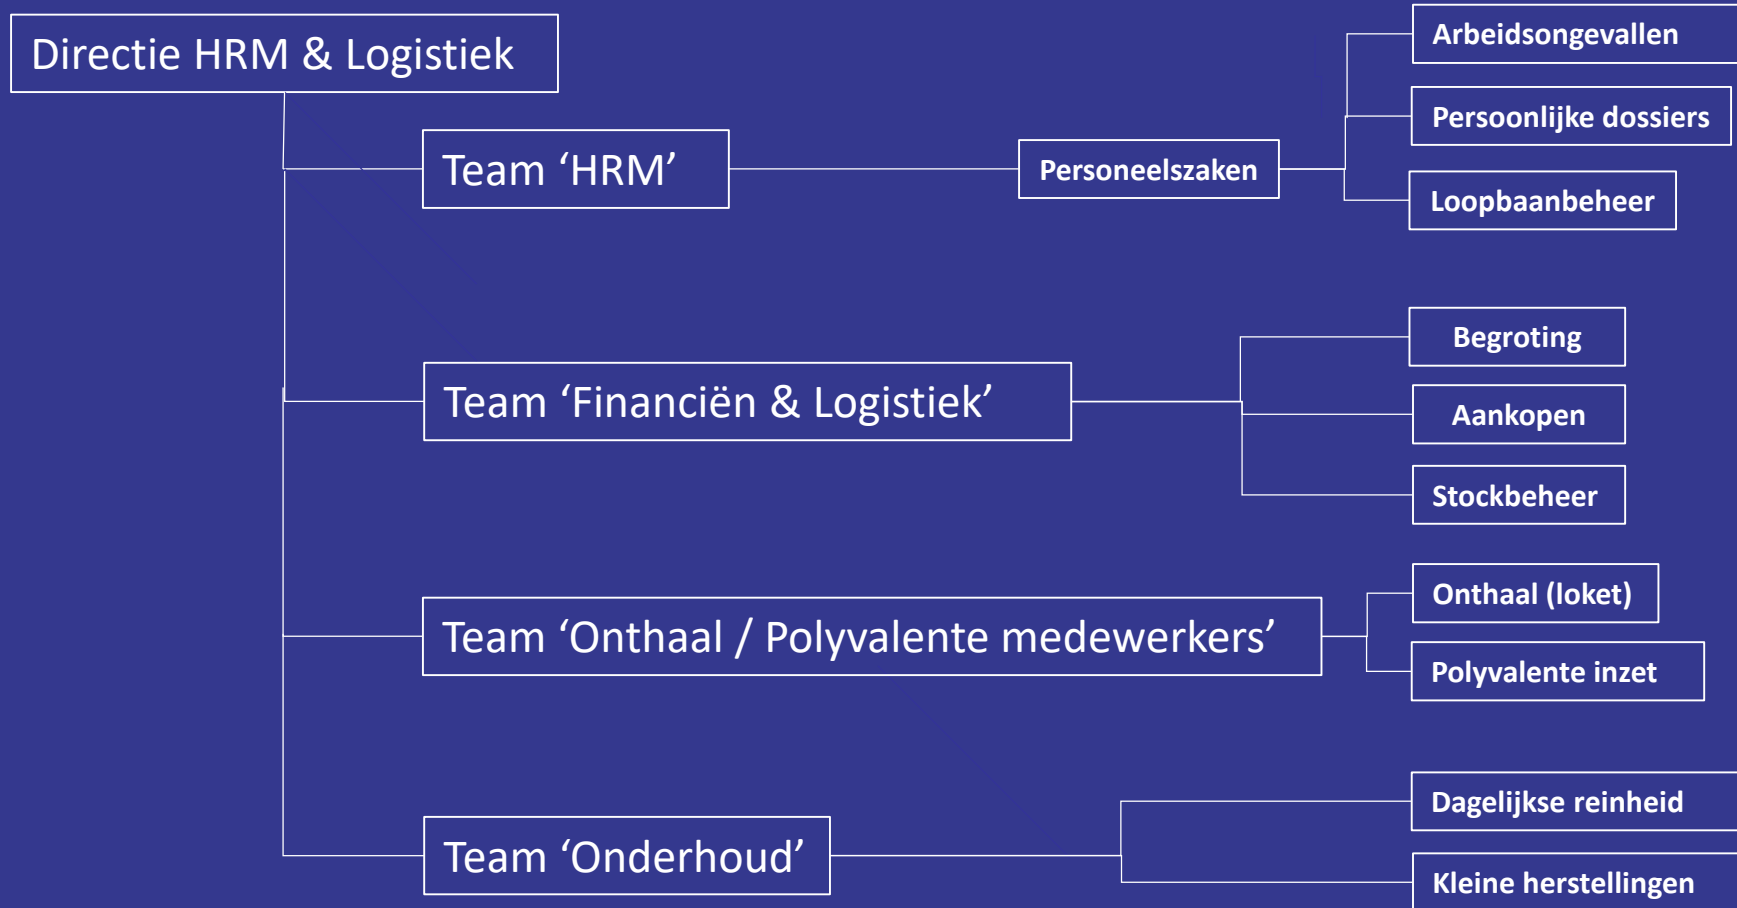 Directie HRM & Logistiek
Team ‘HRM’
Personeelszaken
Arbeidsongevallen
Persoonlijke dossiers
Loopbaanbeheer
Team ‘Financiën & Logistiek’
Begroting
Aankopen
Stockbeheer
Team ‘Onthaal / Polyvalente medewerkers’
Onthaal (loket)
Polyvalente inzet
Team ‘Onderhoud’
Dagelijkse reinheid
Kleine herstellingen